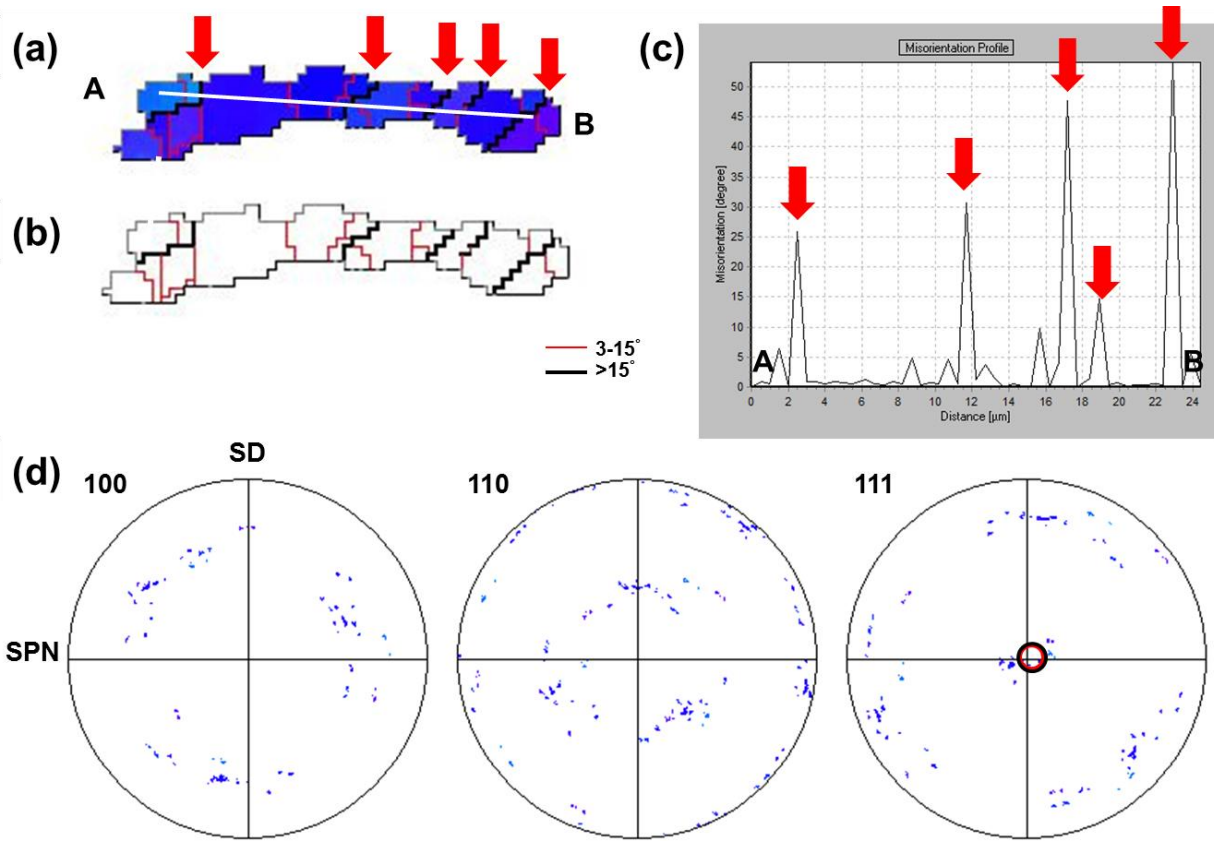 (a)
A
B
(b)
3-15°
>15°
(c)
Misorientation Profile
Misorientation [degree]
50
45
40
35
30
25
20
15
10
5
0
A
B
0 2 4 6 8 10 12 14 16 18 20 22 24
Distance [µm]
(d)
SD
100
110
111
SPN